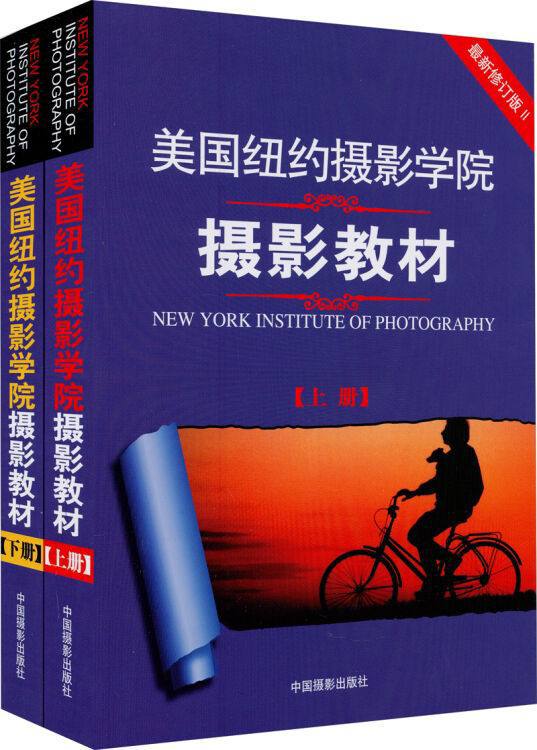 最新修订版 II
美国纽约摄影学院
摄影教材
NEW YORK INSTITUTE OF PHOTOGRAPHY
【上 册】
中国摄影出版社
NEW YORK
INSTITUTE OF
PHOTOGRAPHY
美国纽约摄影学院摄影教材
【上册】
中国摄影出版社
NEW YORK
INSTITUTE OF
PHOTOGRAPHY
美国纽约摄影学院摄影教材
【下册】
中国摄影出版社